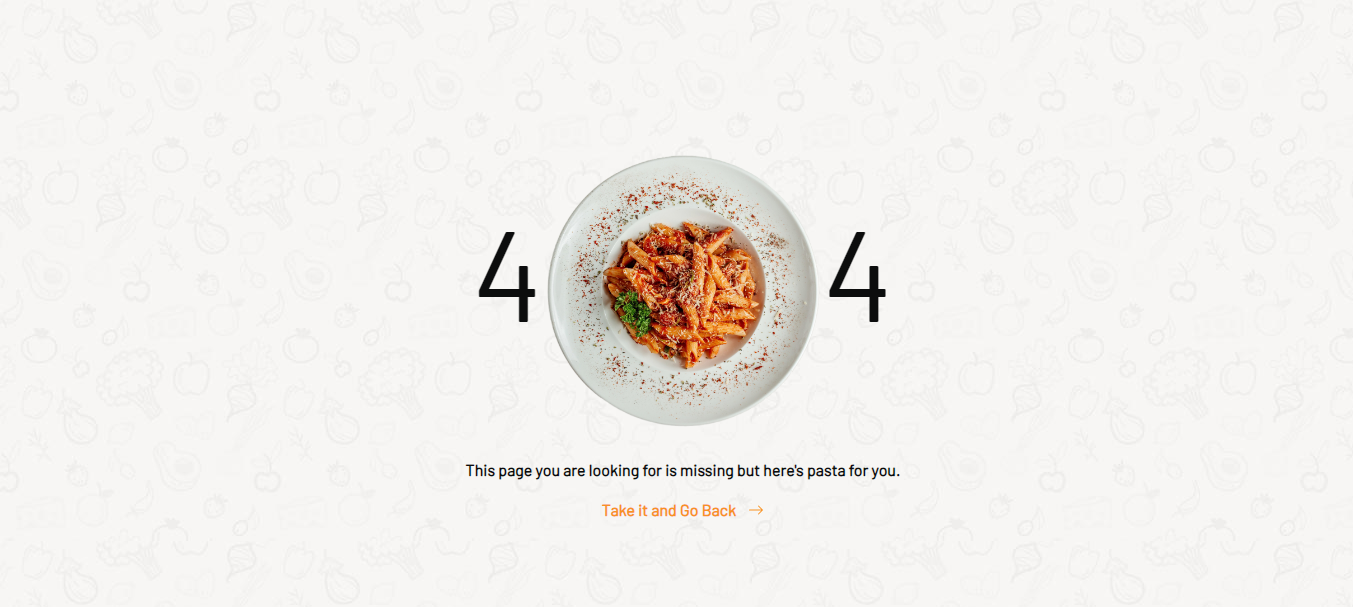 4 4
This page you are looking for is missing but here's pasta for you.
Take it and Go Back →